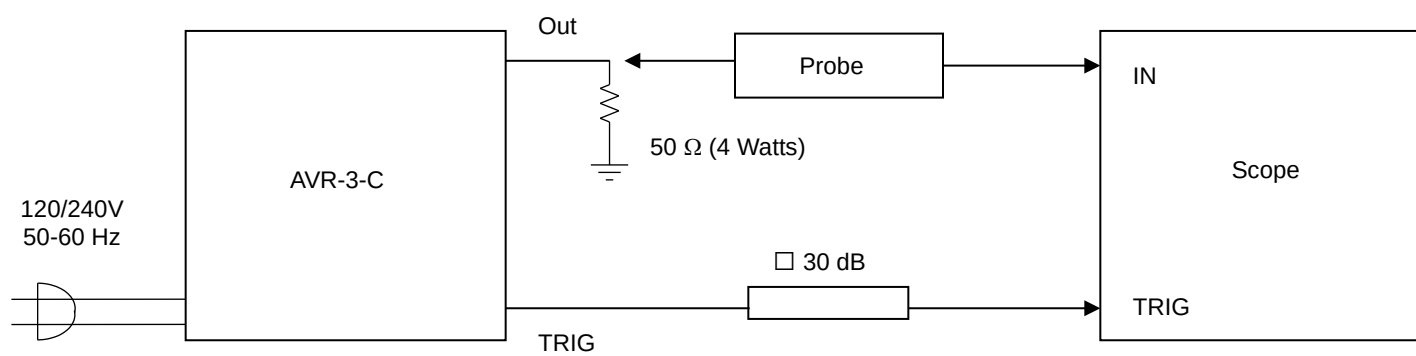 Out
Probe
IN
50 Ω (4 Watts)
AVR-3-C
Scope
120/240V
50-60 Hz
□ 30 dB
TRIG
TRIG